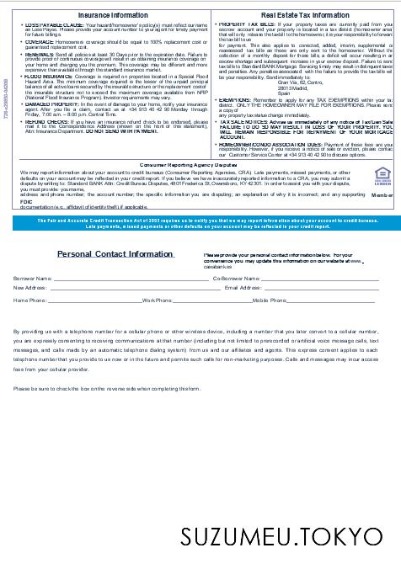 Insurance Information
LOSS PAYABLE CLAUSE: Your hazard/homeowner's policy(s) must reflect our name
as Loss Payee. Please provide your account number to your agent for timely payment
for future billings.
COVERAGE: Homeowners coverage should be equal to 100% replacement cost or
guaranteed replacement cost.
RENEWALS: Send all policies at least 30 Days prior to the expiration date. Failure to
provide proof of continuous coverage will result in us obtaining insurance coverage on
your home and charging you the premium. This coverage may be different and more
expensive than available through the standard insurance market.
FLOOD INSURANCE: Coverage is required on properties located in a Special Flood
Hazard Area. The minimum coverage required is the lesser of the unpaid principal
balance of all advances secured by the insurable structure or the replacement cost of
the insurable structure not to exceed the maximum coverage available from NFIP
(National Flood Insurance Program). Investor requirements may vary.
DAMAGED PROPERTY: In the event of damage to your home, notify your insurance
agent. After you file a claim, contact us at +34 913 40 42 90 Monday through
Friday, 7:00 a.m. – 8:00 p.m. Central Time.
REFUND CHECKS: If you have an insurance refund check to be endorsed, please
mail it to the Correspondence Address (shown on the front of this statement),
Attn: Insurance Department. DO NOT SEND WITH PAYMENT.
Real Estate Tax Information
PROPERTY TAX BILLS: If your property taxes are currently paid from your
escrow account and your property is located in a state
that will only release the tax bill to the homeowner, it is your responsibility to forward
the tax bill to us
for payment. We also agree to corrected, added, interim, supplemental or
reassessed tax bills as these are only sent to the homeowner. Without the
collection of a monthly deposit for these bills, a deficit will occur resulting in an
escrow shortage and subsequent increase in your escrow deposit. Failure to send
tax bills to Standard BANK Mortgage Servicing timely may result in delinquent taxes
and penalties. Any penalties associated with the failure to provide the tax bill will
be your responsibility. Send immediately to:
Gran Via, 62, Centro,
28013 Madrid,
Spain
EXEMPTIONS: Remember to apply for any TAX EXEMPTIONS within your tax
district. ONLY THE HOMEOWNER MAY FILE FOR EXEMPTIONS. Please send us
a copy of
any property tax status change immediately.
TAX SALE NOTICES: Advise us immediately of any notice of Tax Lien Sale.
FAILURE TO DO SO MAY RESULT IN LOSS OF YOUR PROPERTY. YOU
WILL REMAIN RESPONSIBLE FOR REPAYMENT OF YOUR MORTGAGE
ACCOUNT.
HOMEOWNER/CONDO ASSOCIATION DUES: Payment of these items are your
responsibility. However, if you receive a notice of sale or eviction, please contact
our Customer Service Center at +34 913 40 42 90 to discuss options.
Consumer Reporting Agency Disputes
We may report information about your account to credit bureaus (Consumer Reporting Agencies, CRA). Late payments, missed payments, or other
defaults on your account may be reflected in your credit report. If you believe we have inaccurately reported information to a CRA, you may submit a
dispute by writing to: Standard BANK Attn: Credit Bureau Disputes, 4801 Frederica St, Owensboro, KY 42301. In order to assist you with your dispute,
you must provide: your name,
address and phone number, the account number, the specific information you are disputing; an explanation of why it is incorrect, and any supporting
Member
FDIC
documentation (e.g., affidavit of identity theft) if applicable.
The Fair and Accurate Credit Transaction Act of 2003 requires us to notify you that we may report information about your account to credit bureaus.
Late payments, missed payments or other defaults on your account may be reflected in your credit report.
Personal Contact Information
Please provide your personal contact information below. For your
convenience you may update this information on our website at www.
Borrower Name:
Co-Borrower Name:
New Address:
Email Address:
Home Phone:
Work Phone:
Mobile Phone:
By providing us with a telephone number for a cellular phone or other wireless device, including a number that you later convert to a cellular number,
you are expressly consenting to receiving communications at that number (including but not limited to prerecorded or artificial voice message calls, text
messages, and calls made by an automatic telephone dialing system) from us and our affiliates and agents. This express consent applies to each
telephone number that you provide to us now or in the future and permits such calls for non-marketing purposes. Calls and messages may incur access
fees from your cellular provider.
Please be sure to check the box on the reverse side when completing this form.
SUZUMEU.TOKYO